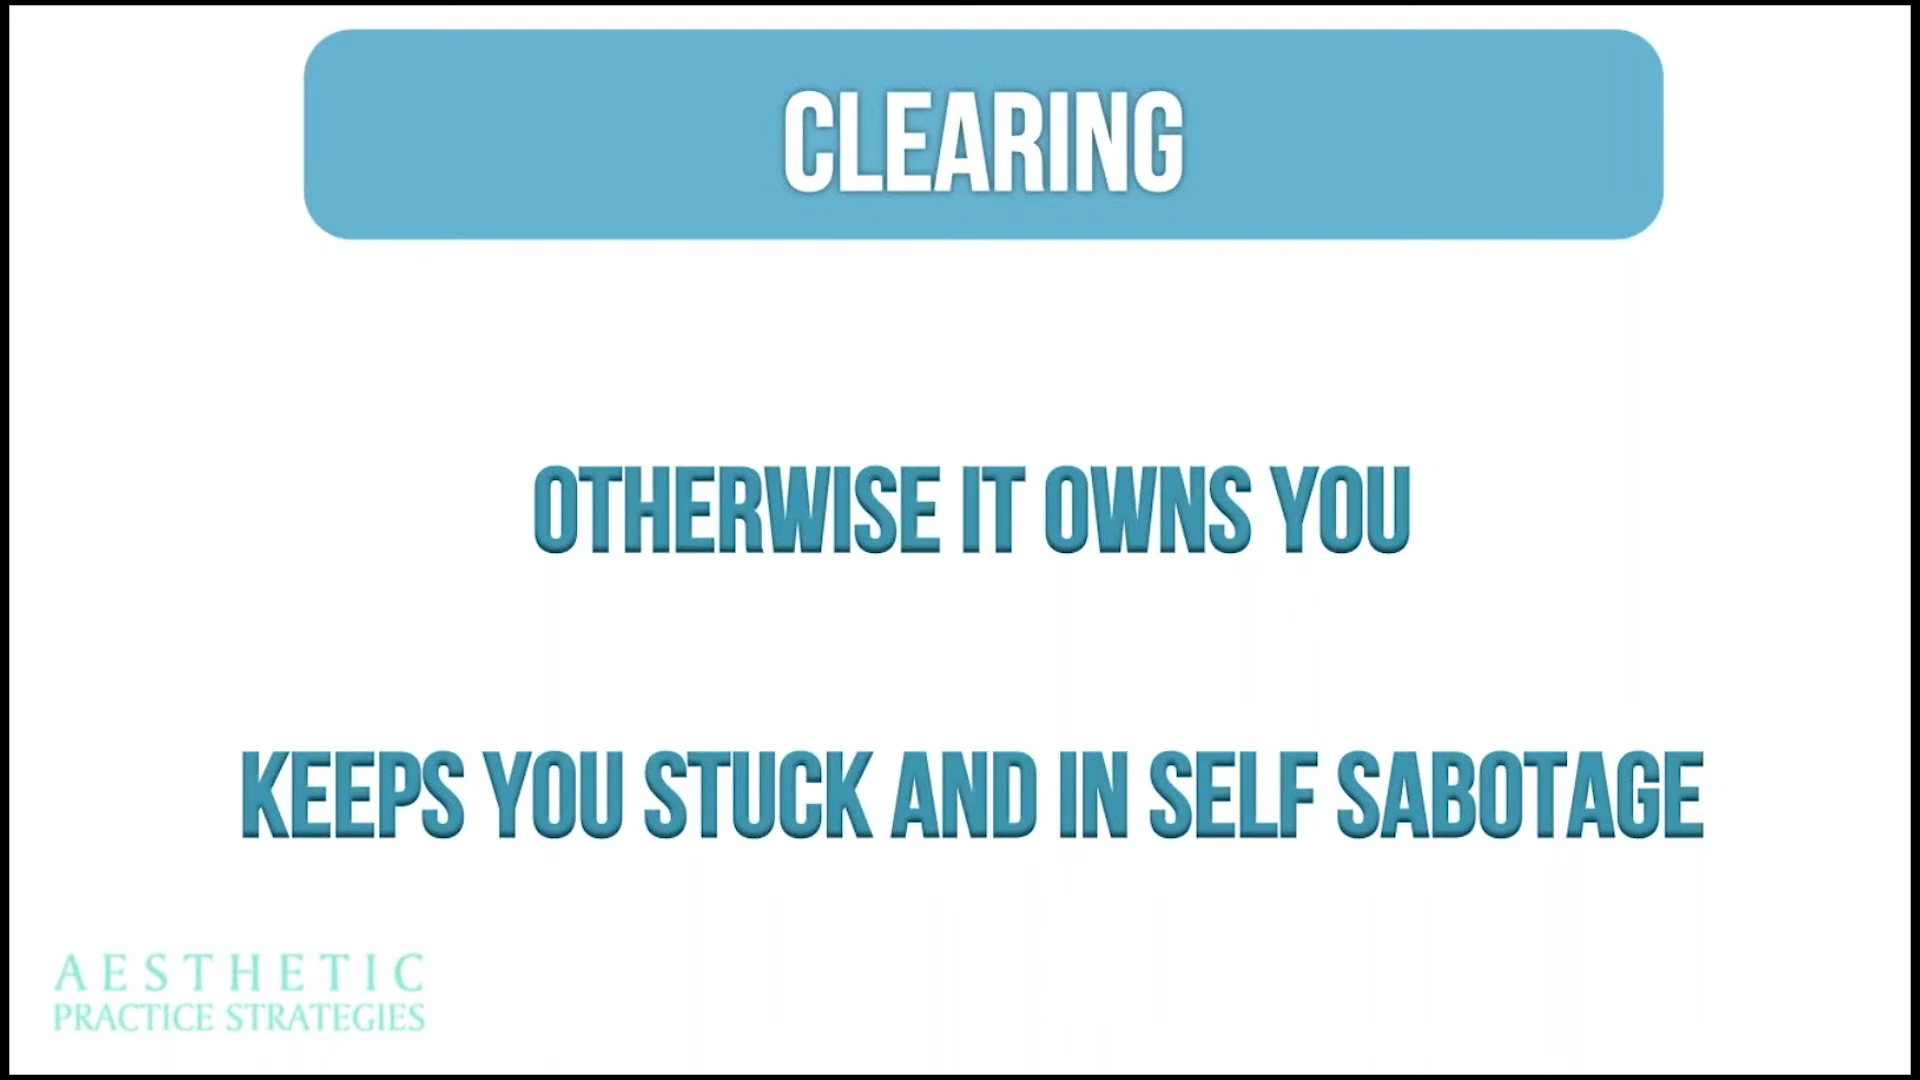 CLEARING
OTHERWISE IT OWNS YOU
KEEPS YOU STUCK AND IN SELF SABOTAGE
AESTHETIC
PRACTICE STRATEGIES